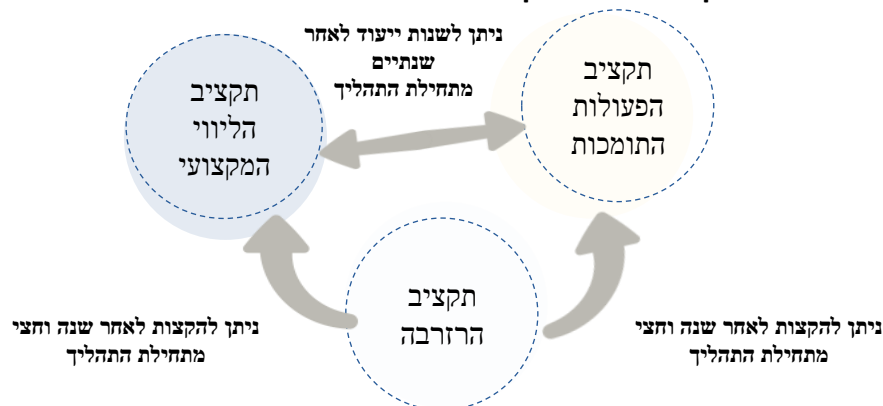 ניתן לשנות ייעוד לאחר
שנתיים
מתחילת התהליך
תקציב
הפעולות
התומכות
תקציב
הליווי
המקצועי
תקציב
הרזרבה
ניתן להקצות לאחר שנה וחצי
מתחילת התהליך
ניתן להקצות לאחר שנה וחצי
מתחילת התהליך